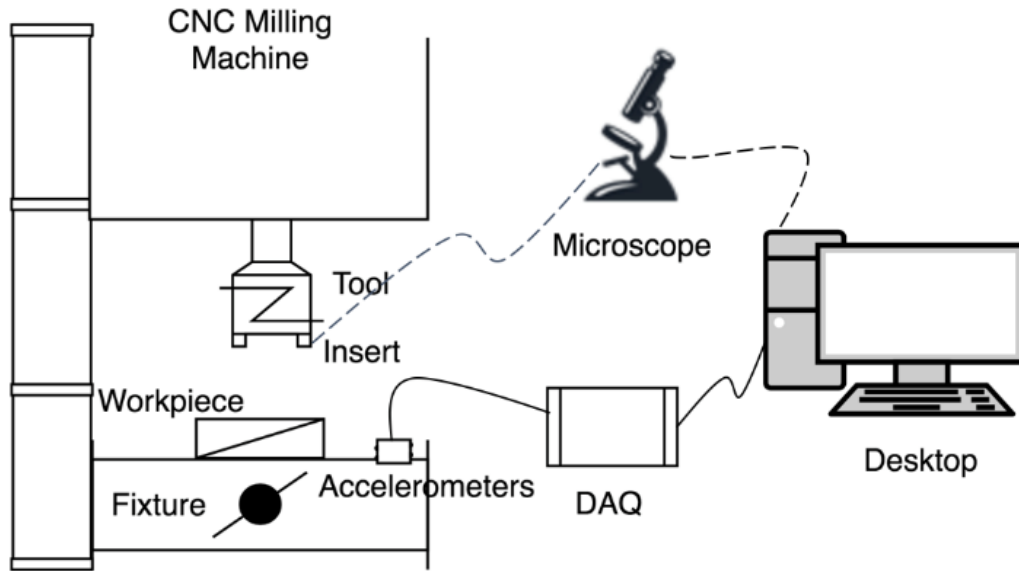 CNC Milling
Machine
Microscope
Tool
Insert
Workpiece
Accelerometers
Fixture
DAQ
Desktop